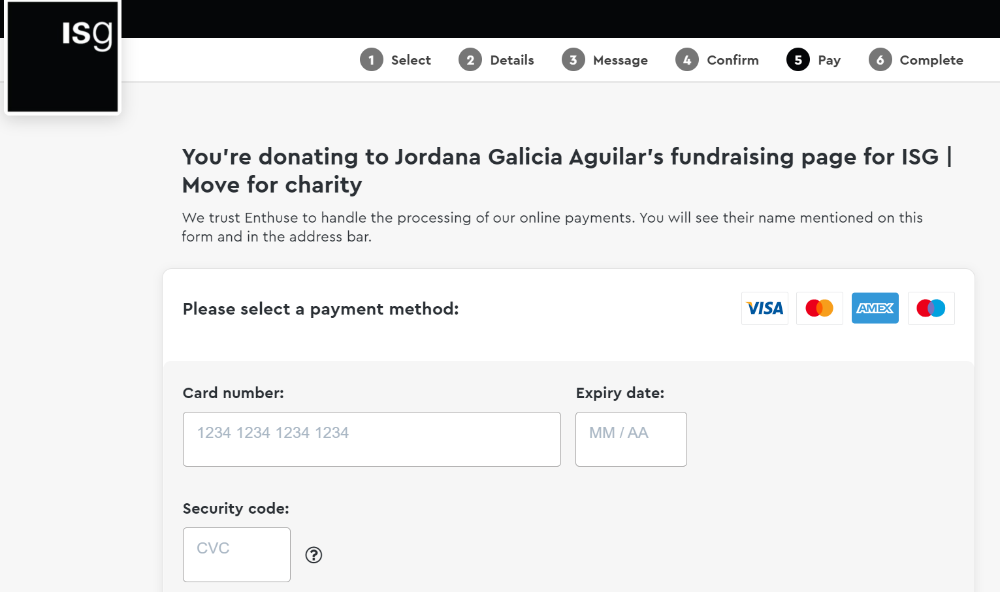 ISg
1 Select 2 Details 3 Message 4 Confirm 5 Pay 6 Complete
You're donating to Jordana Galicia Aguilar's fundraising page for ISG |
Move for charity
We trust Enthuse to handle the processing of our online payments. You will see their name mentioned on this
form and in the address bar.
Please select a payment method:
VISA AMEX
Card number: Expiry date:
1234 1234 1234 1234 MM / AA
Security code:
CVC ?